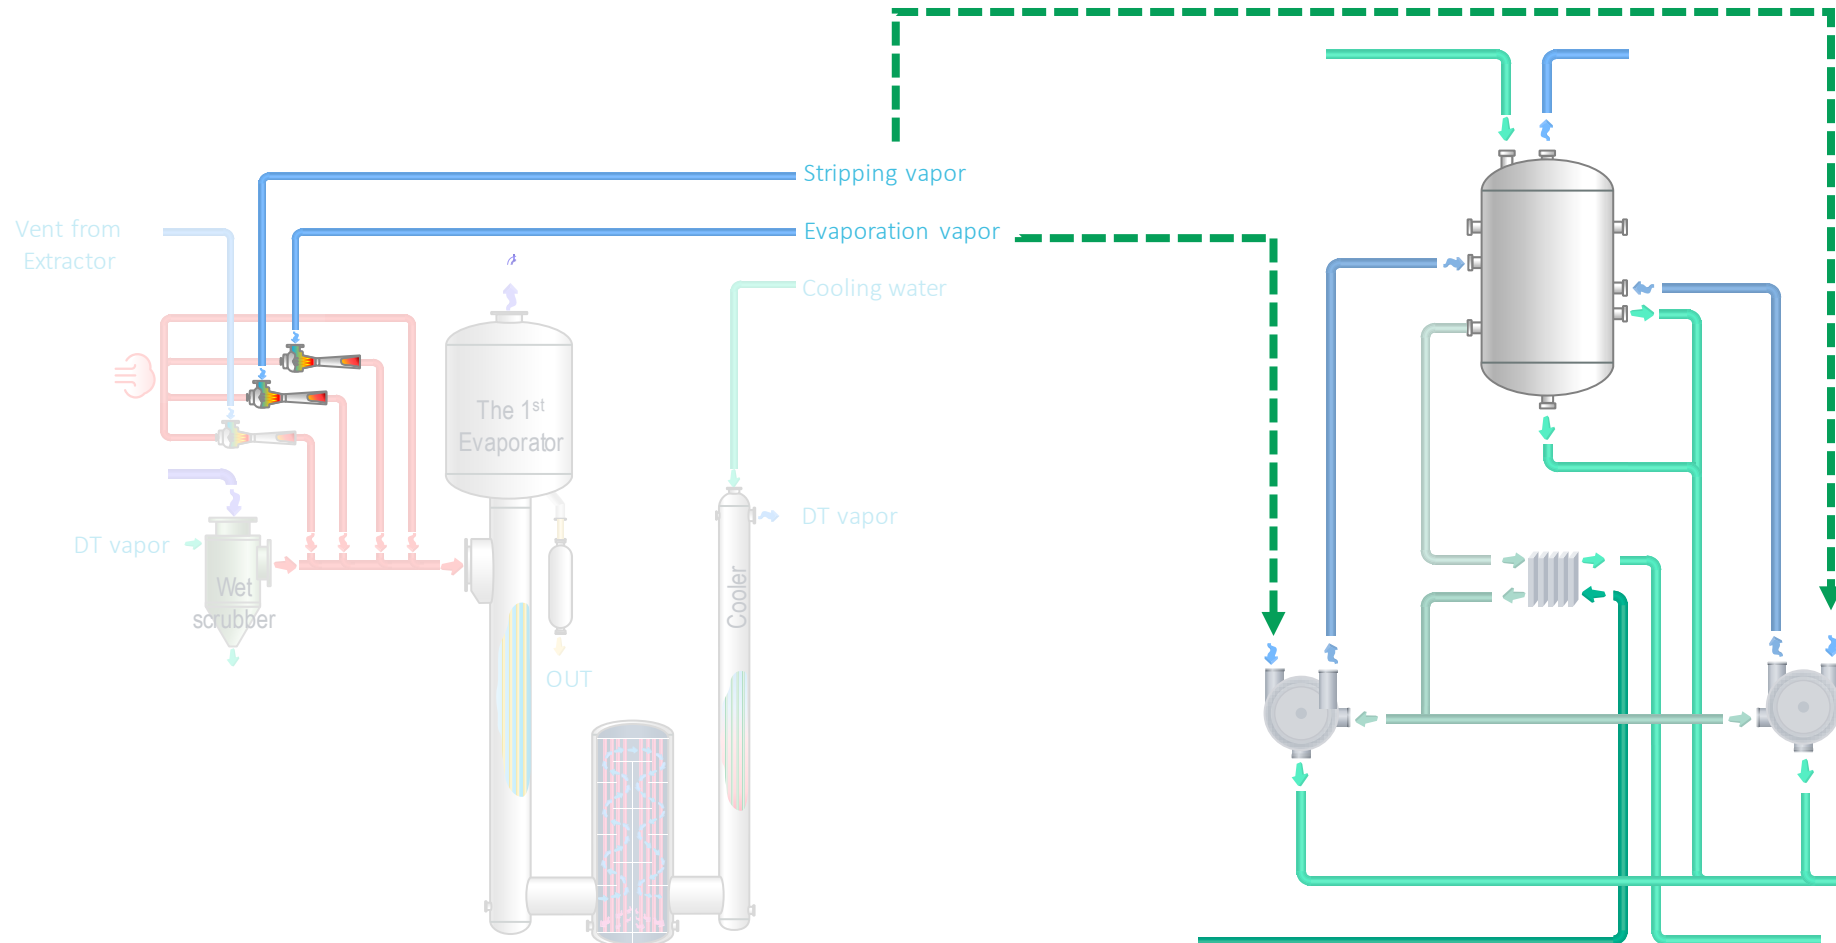 Stripping vapor
Vent from
Extractor
Evaporation vapor
Cooling water
The 1st
Evaporator
DT vapor
DT vapor
Wet
scrubber
Cooler
OUT